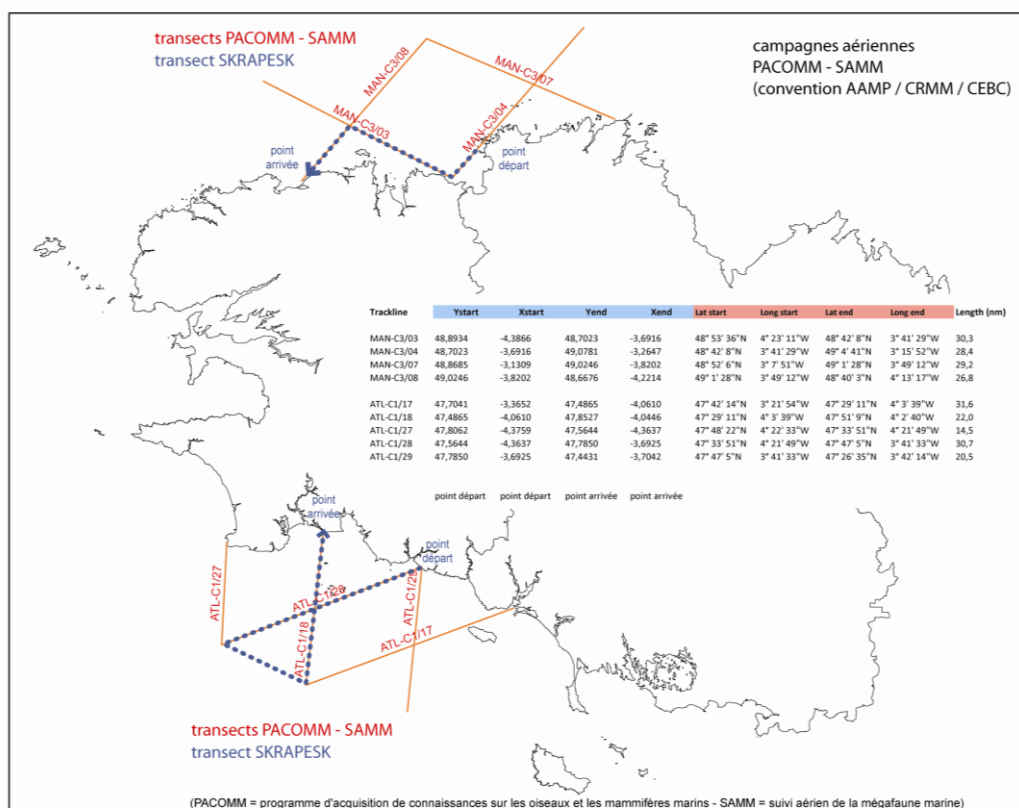 transects PACOMM - SAMM
transect SKRAPESK
campagnes aériennes
PACOMM - SAMM
(convention AAMP / CRMM / CEBC)
MAN-C3/08
MAN-C3/07
MAN-C3/03
MAN-C3/04
point
arrivée
point
départ
Trackline Ystart Xstart Yend Xend Lat start Long start Lat end Long end Length (nm)
MAN-C3/03 48,8934 -4,3866 48,7023 -3,6916 48° 53' 36"N 4° 23' 11"W 48° 42' 8"N 3° 41' 29"W 30,3
MAN-C3/04 48,7023 -3,6916 49,0781 -3,2647 48° 42' 8"N 3° 41' 29"W 49° 4' 41"N 3° 15' 52"W 28,4
MAN-C3/07 48,8685 -3,1309 49,0246 -3,8202 48° 52' 6"N 3° 7' 51"W 49° 1' 28"N 3° 49' 12"W 29,2
MAN-C3/08 49,0246 -3,8202 48,6676 -4,2214 49° 1' 28"N 3° 49' 12"W 48° 40' 3"N 4° 13' 17"W 26,8
ATL-C1/17 47,7041 -3,3652 47,4865 -4,0610 47° 42' 14"N 3° 21' 54"W 47° 29' 11"N 4° 3' 39"W 31,6
ATL-C1/18 47,4865 -4,0610 47,8527 -4,0446 47° 29' 11"N 4° 3' 39"W 47° 51' 9"N 4° 2' 40"W 22,0
ATL-C1/27 47,8062 -4,3759 47,5644 -4,3637 47° 48' 22"N 4° 22' 33"W 47° 33' 51"N 4° 21' 49"W 14,5
ATL-C1/28 47,5644 -4,3637 47,7850 -3,6925 47° 33' 51"N 4° 21' 49"W 47° 47' 5"N 3° 41' 33"W 30,7
ATL-C1/29 47,7850 -3,6925 47,4431 -3,7042 47° 47' 5"N 3° 41' 33"W 47° 26' 35"N 3° 42' 14"W 20,5
point départ point départ point arrivée point arrivée
point
arrivée
point
départ
ATL-C1/27
ATL-C1/28
ATL-C1/29
ATL-C1/18
ATL-C1/17
transects PACOMM - SAMM
transect SKRAPESK
(PACOMM = programme d'acquisition de connaissances sur les oiseaux et les mammifères marins - SAMM = suivi aérien de la mégafaune marine)